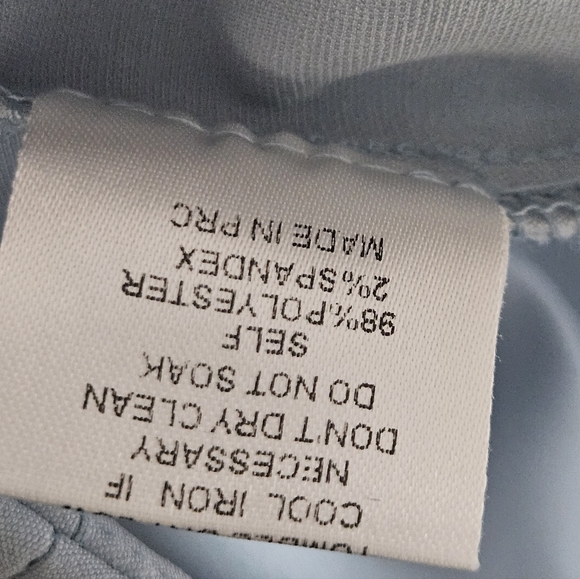 COOL IRON IF
NECESSARY
DON'T DRY CLEAN
DO NOT SOAK
SELF
98%POLYESTER
2%SPANDEX
MADE IN PRC